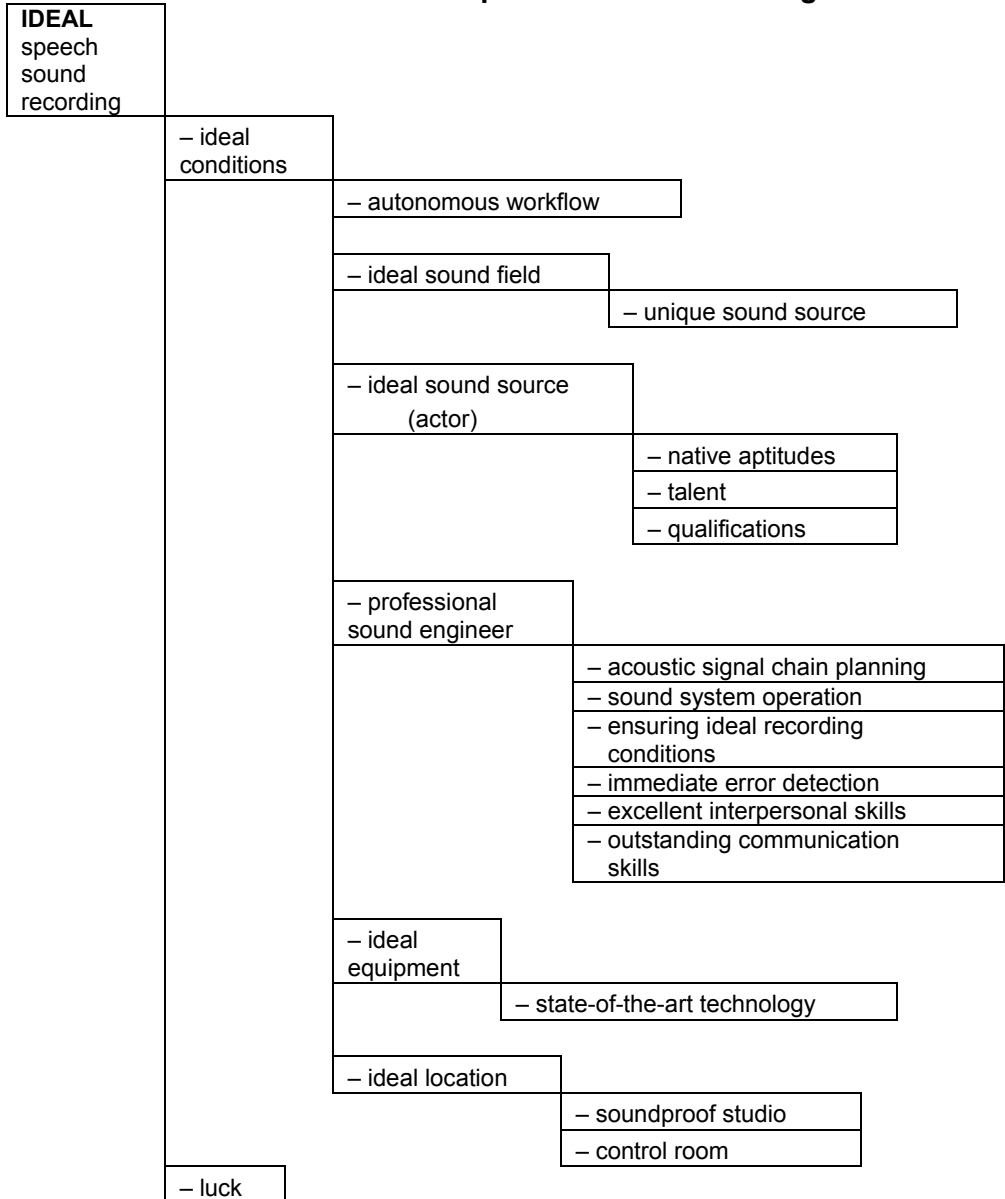 IDEAL
speech
sound
recording
– ideal
conditions
– autonomous workflow
– ideal sound field
– unique sound source
– ideal sound source
(actor)
– native aptitudes
– talent
– qualifications
– professional
sound engineer
– acoustic signal chain planning
– sound system operation
– ensuring ideal recording
conditions
– immediate error detection
– excellent interpersonal skills
– outstanding communication
skills
– ideal
equipment
– state-of-the-art technology
– ideal location
– soundproof studio
– control room
– luck